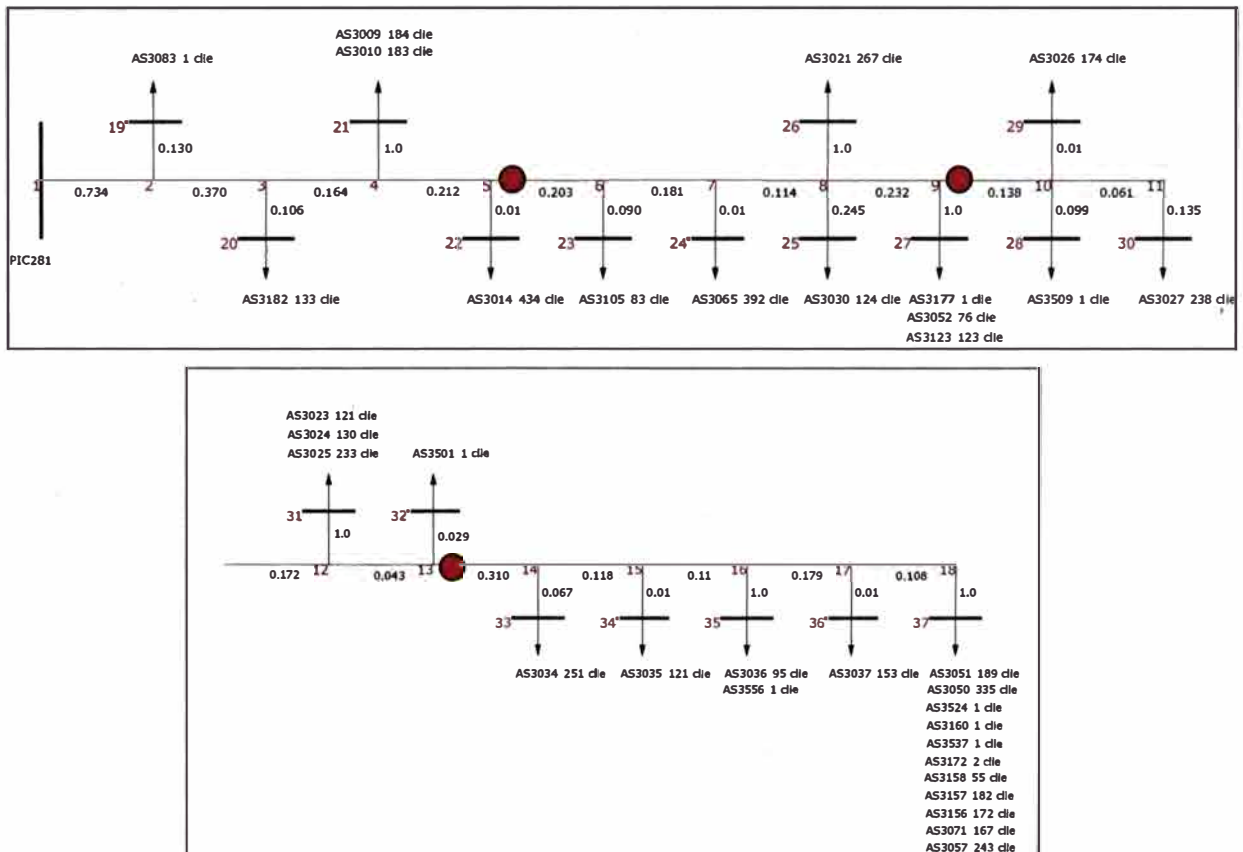 AS3009 184 clie
AS3010 183 clie
AS3083 1 clie
AS3021 267 clie
AS3026 174 clie
19
21
26
29
0.130
1.0
1.0
0.01
1 2 3 4 5 6 7 8 9 10 11
0.734 0.370 0.164 0.212 0.203 0.181 0.114 0.232 0.138 0.061
0.106 0.01 0.090 0.01 0.245 1.0 0.099 0.135
20 22 23 24 25 27 28 30
PIC281
AS3182 133 clie
AS3014 434 clie
AS3105 83 clie
AS3065 392 clie
AS3030 124 clie
AS3177 1 clie
AS3052 76 clie
AS3123 123 clie
AS3509 1 clie
AS3027 238 clie
AS3023 121 clie
AS3024 130 clie
AS3025 233 clie
AS3501 1 clie
31 32
1.0 0.029
12 13 14 15 16 17 18
0.172 0.043 0.310 0.118 0.11 0.179 0.108
0.067 0.01 1.0 0.01 1.0
33 34 35 36 37
AS3034 251 clie
AS3035 121 clie
AS3036 95 clie
AS3556 1 clie
AS3037 153 clie
AS3051 189 clie
AS3050 335 clie
AS3524 1 clie
AS3160 1 clie
AS3537 1 clie
AS3172 2 clie
AS3158 55 clie
AS3157 182 clie
AS3156 172 clie
AS3071 167 clie
AS3057 243 clie